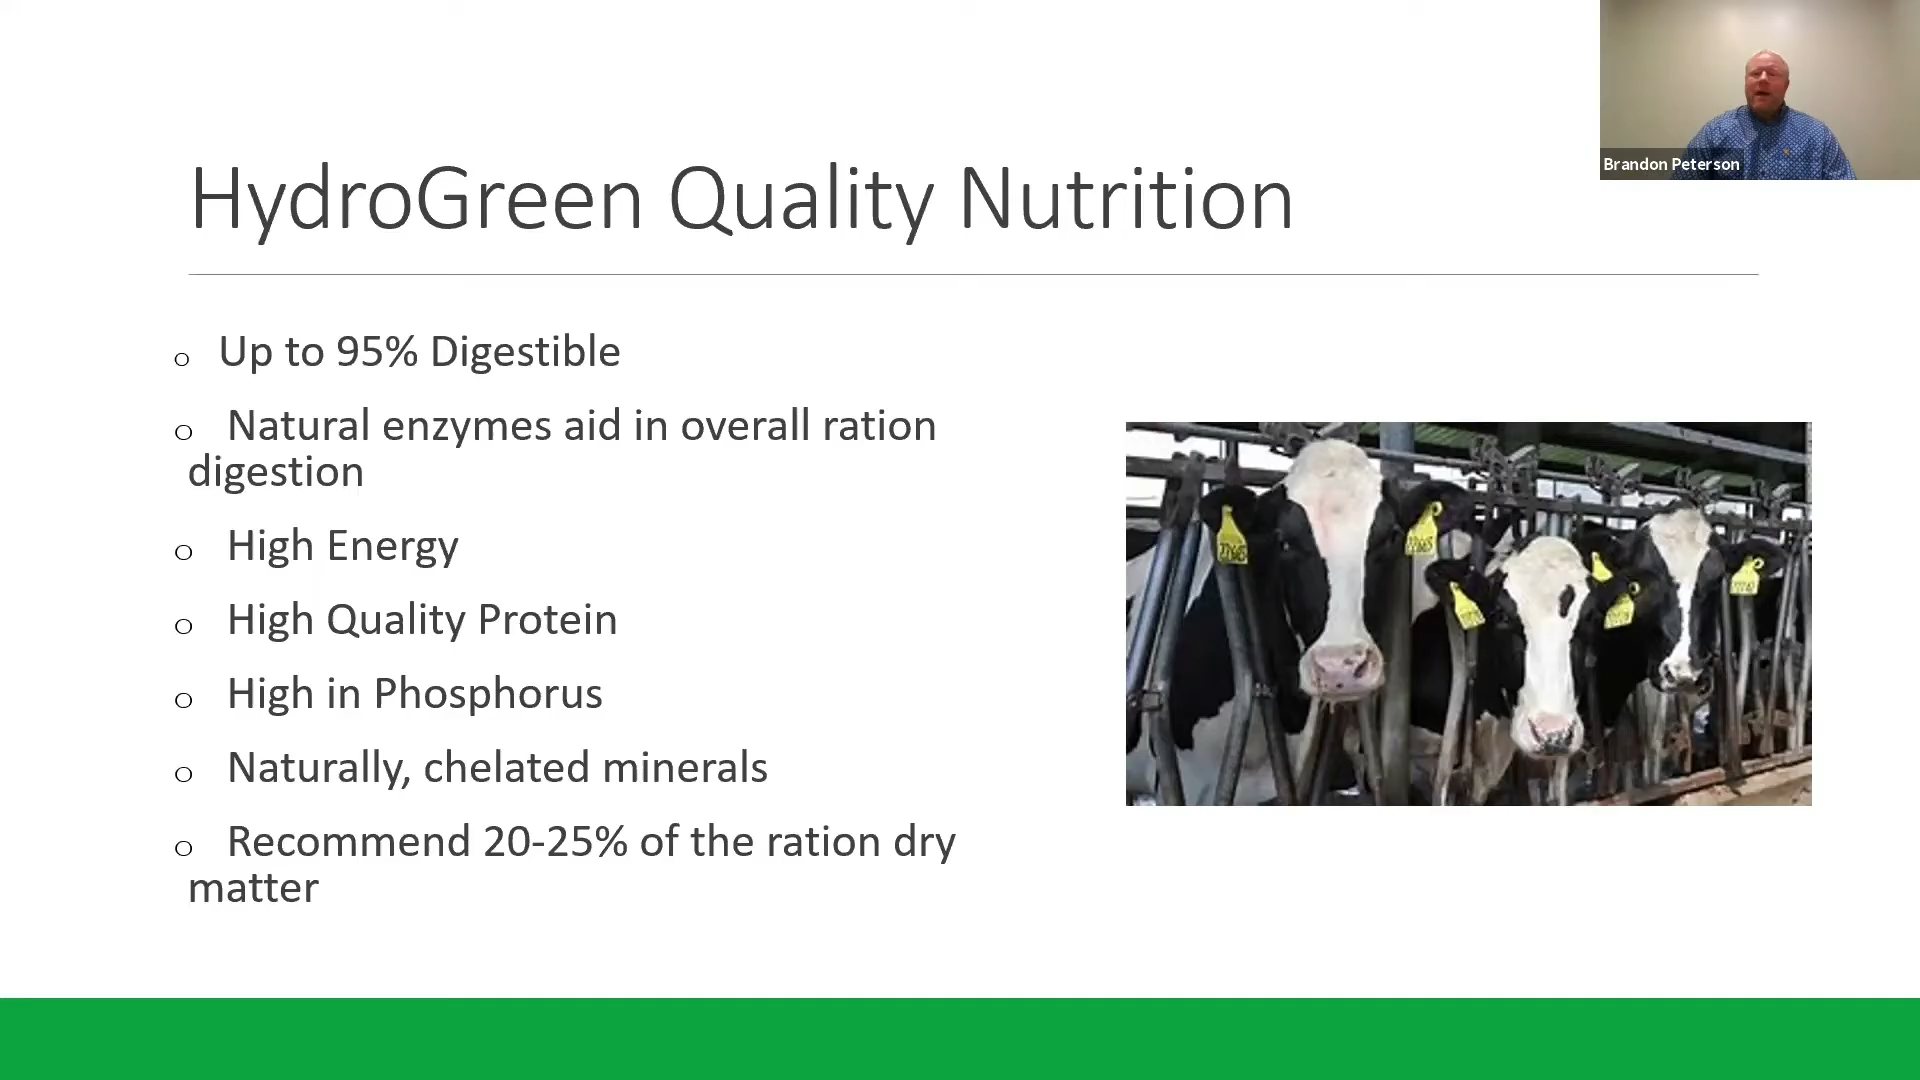 Brandon Peterson
HydroGreen Quality Nutrition
o Up to 95% Digestible
o Natural enzymes aid in overall ration
digestion
o High Energy
o High Quality Protein
o High in Phosphorus
o Naturally, chelated minerals
o Recommend 20-25% of the ration dry
matter